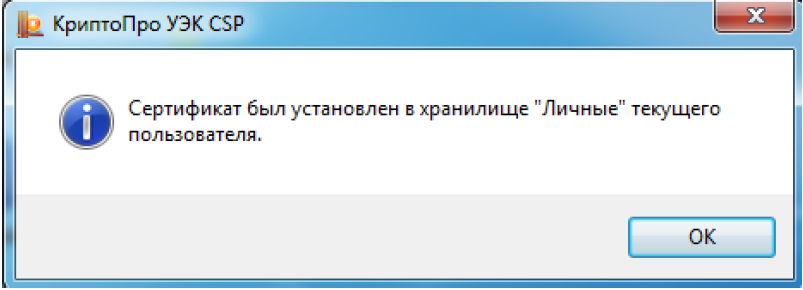 КриптоПро УЭК CSP
Сертификат был установлен в хранилище "Личные" текущего
пользователя.
OK